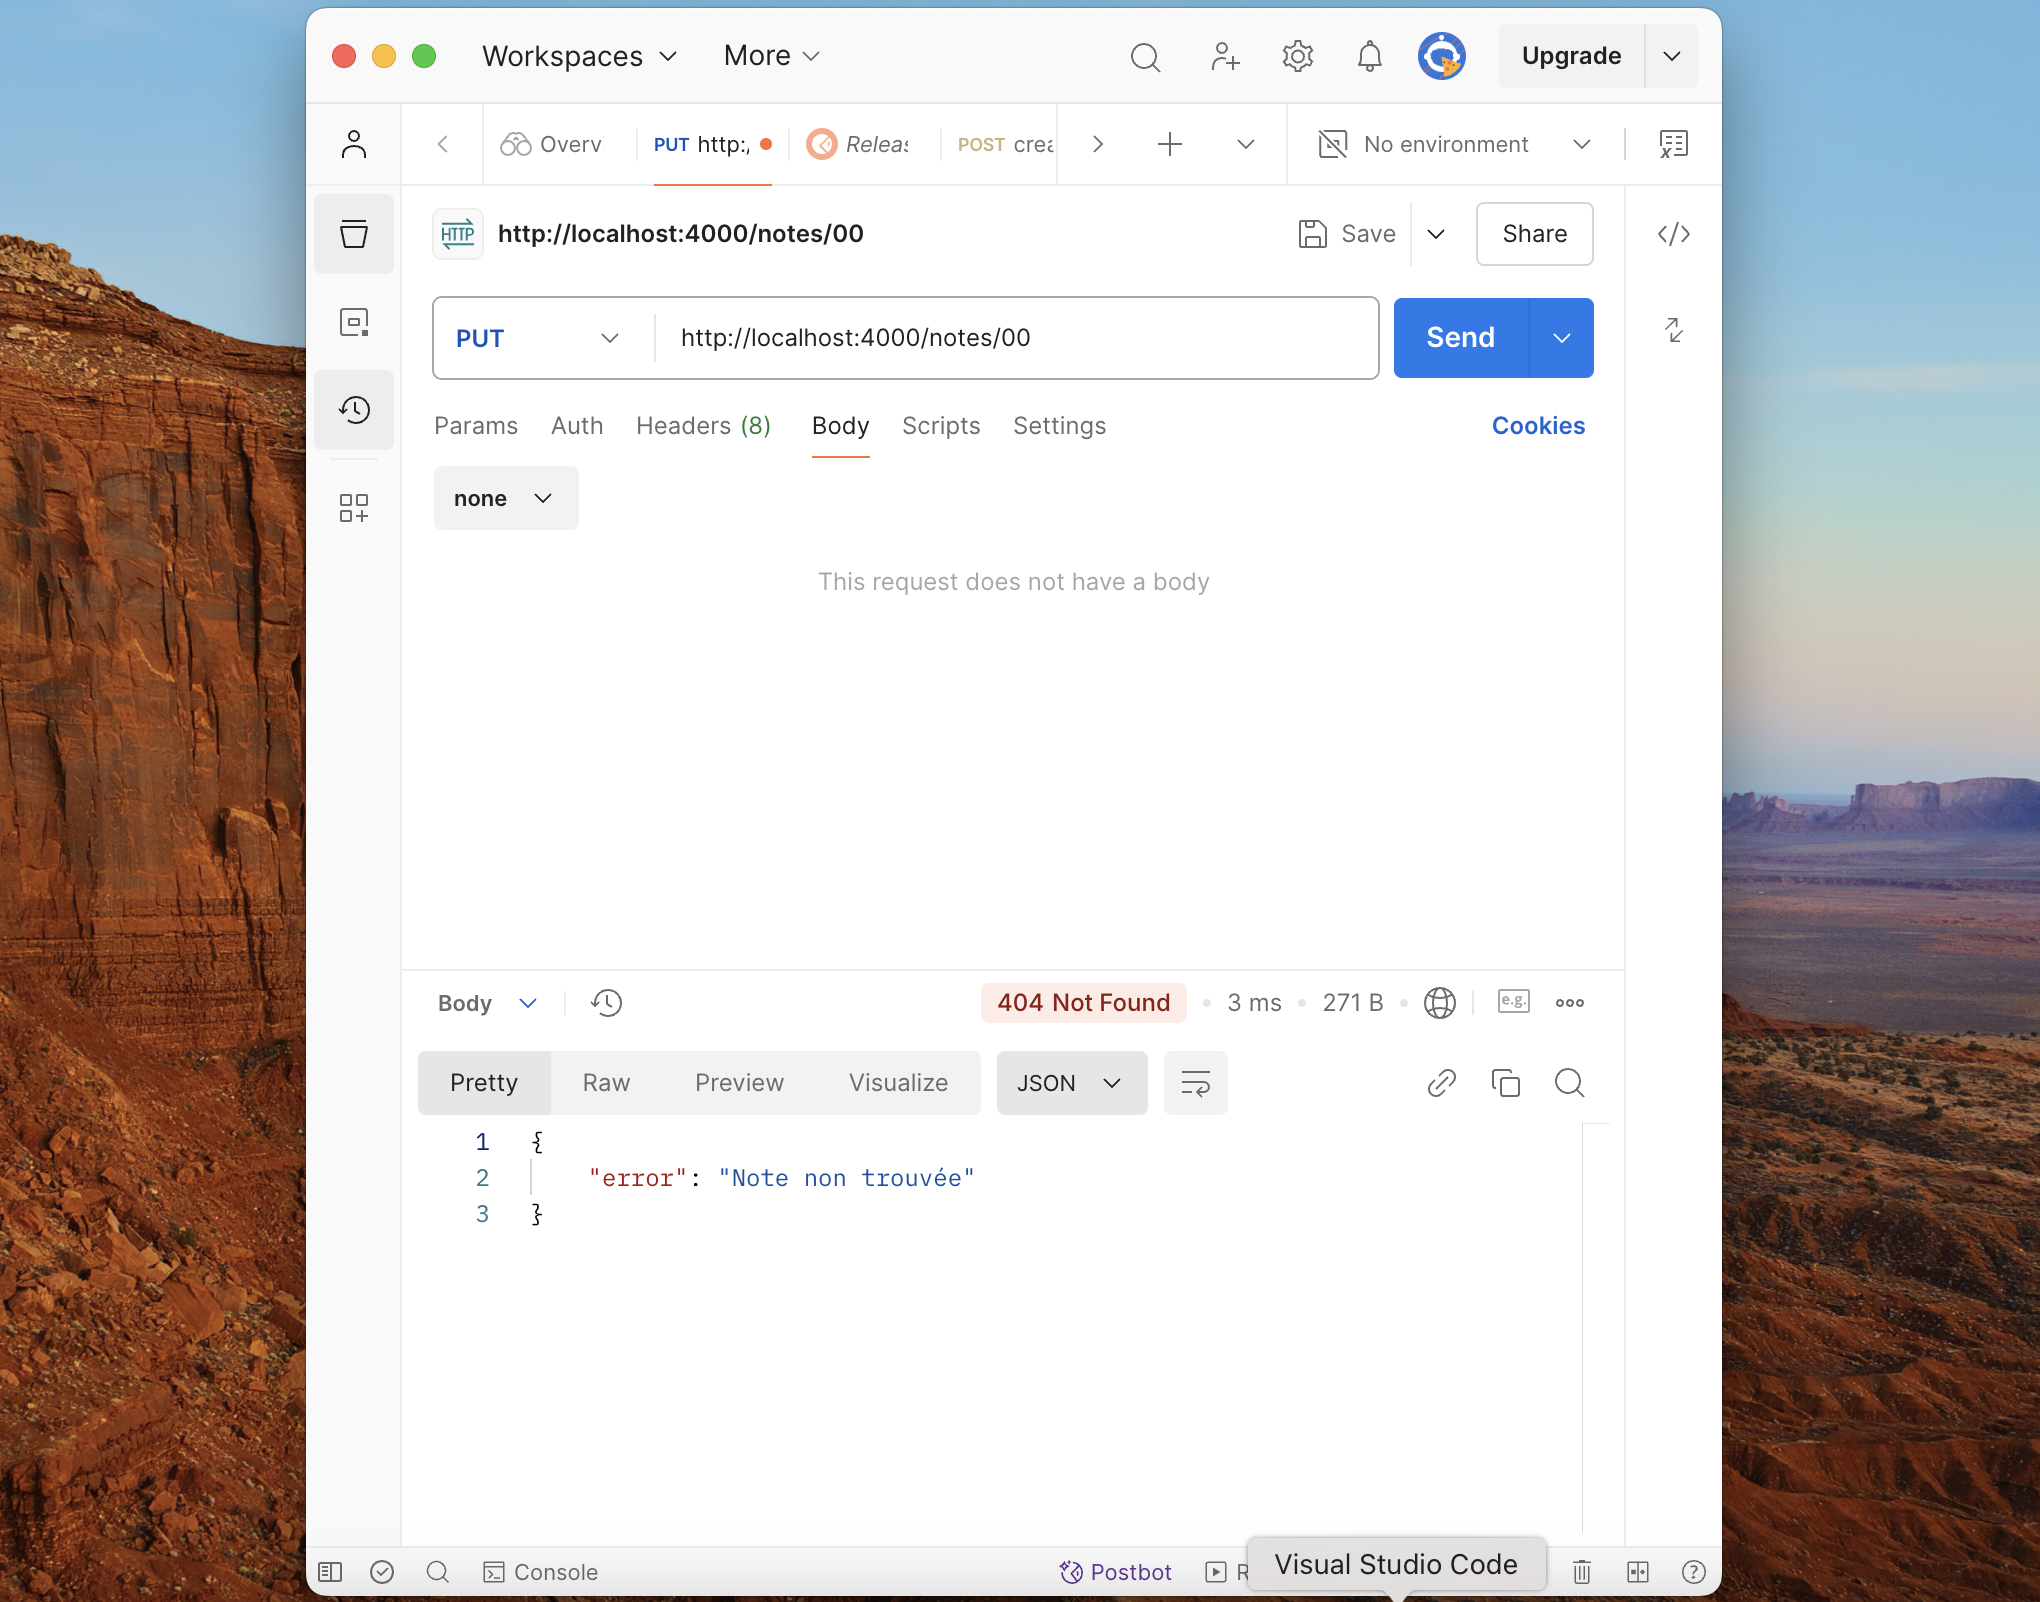 Workspaces
More
Upgrade
Overv
PUT http:/
Releas
POST crea
No environment
HTTP
http://localhost:4000/notes/00
Save
Share
PUT
http://localhost:4000/notes/00
Send
Params
Auth
Headers (8)
Body
Scripts
Settings
Cookies
none
This request does not have a body
Body
404 Not Found
3 ms
271 B
e.g.
Pretty
Raw
Preview
Visualize
JSON
1 {
2 "error": "Note non trouvée"
3 }
Console
Postbot
R
Visual Studio Code